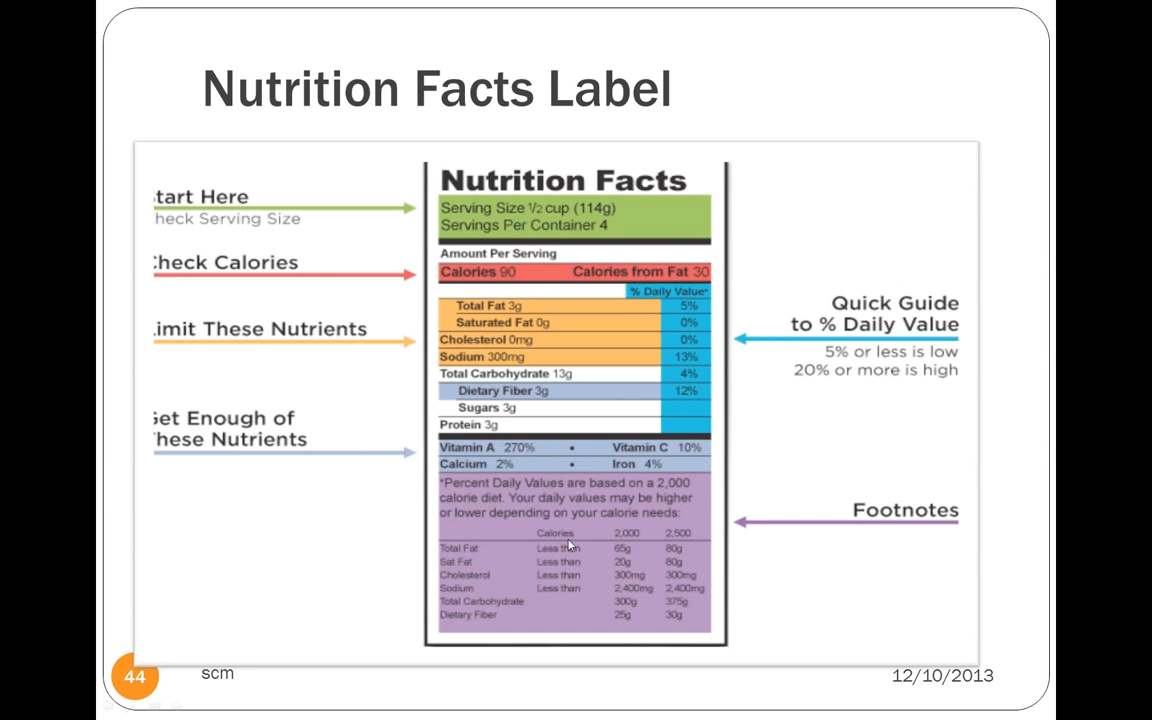 Nutrition Facts Label
tart Here
heck Serving Size
heck Calories
imit These Nutrients
et Enough of
hese Nutrients
Nutrition Facts
Serving Size 1/2 cup (114g)
Servings Per Container 4
Amount Per Serving
Calories 90 Calories from Fat 30
% Daily Value*
Total Fat 3g 5%
Saturated Fat 0g 0%
Cholesterol 0mg 0%
Sodium 300mg 13%
Total Carbohydrate 13g 4%
Dietary Fiber 3g 12%
Sugars 3g
Protein 3g
Vitamin A 270% • Vitamin C 10%
Calcium 2% • Iron 4%
*Percent Daily Values are based on a 2,000
calorie diet. Your daily values may be higher
or lower depending on your calorie needs:
Calories 2,000 2,500
Total Fat Less than 65g 80g
Sat Fat Less than 20g 80g
Cholesterol Less than 300mg 300mg
Sodium Less than 2,400mg 2,400mg
Total Carbohydrate 300g 375g
Dietary Fiber 25g 30g
Quick Guide
to % Daily Value
5% or less is low
20% or more is high
Footnotes
44
scm
12/10/2013